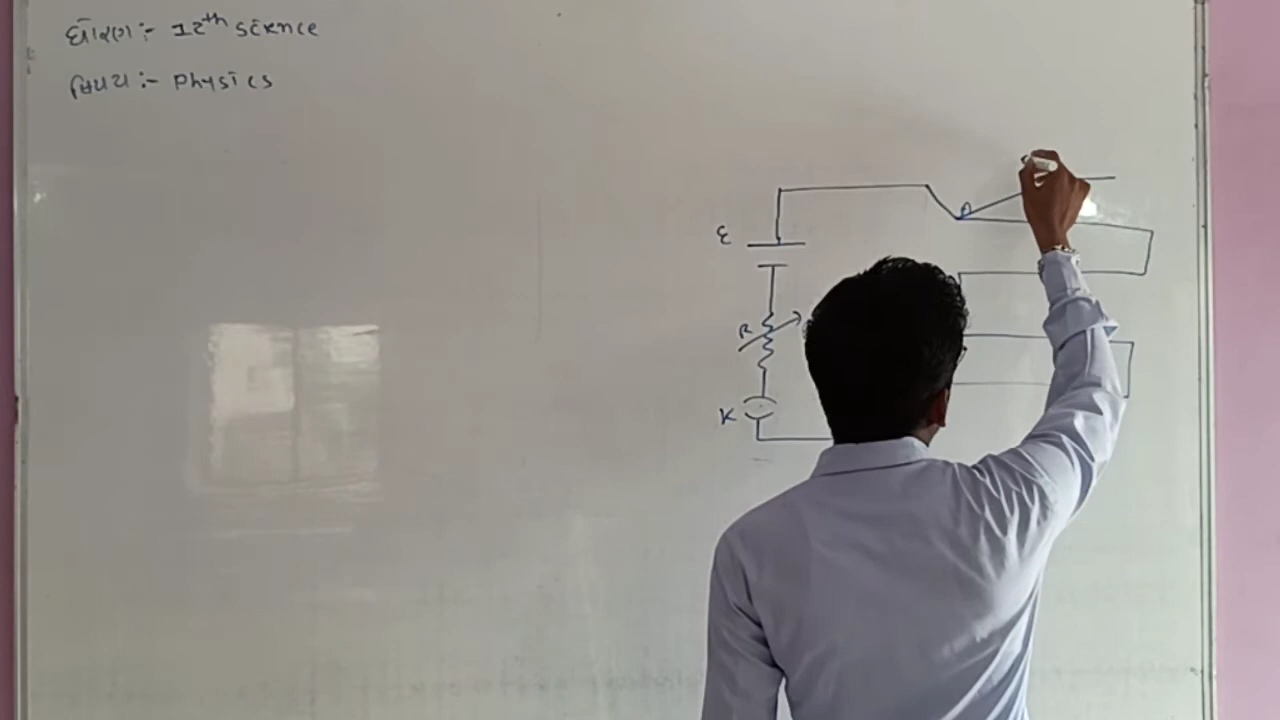 ધોરણ :- 12th Science
વિષય :- Physics
A
ε
R
K